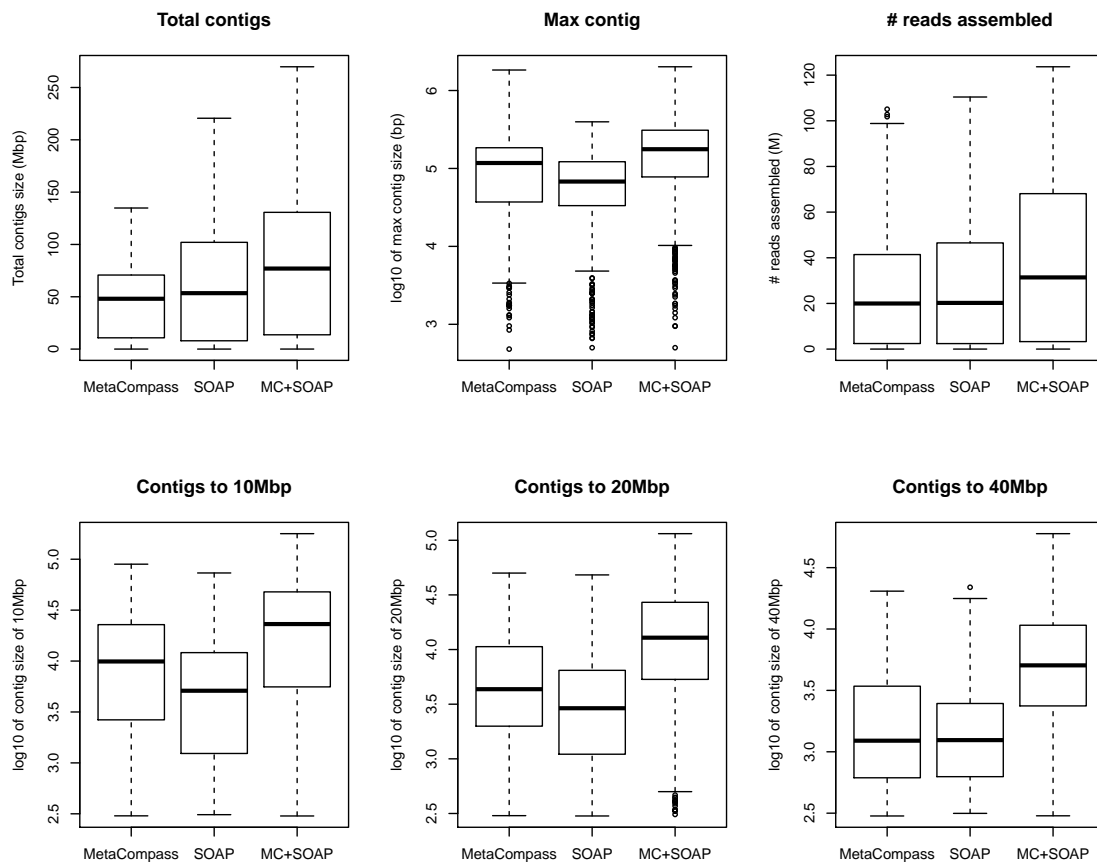 Total contigs
Total contigs size (Mbp)
250
200
150
100
50
0
MetaCompass SOAP MC+SOAP
Max contig
log10 of max contig size (bp)
6
5
4
3
MetaCompass SOAP MC+SOAP
# reads assembled
# reads assembled (M)
120
100
80
60
40
20
0
MetaCompass SOAP MC+SOAP
Contigs to 10Mbp
log10 of contig size of 10Mbp
5.0
4.5
4.0
3.5
3.0
2.5
MetaCompass SOAP MC+SOAP
Contigs to 20Mbp
log10 of contig size of 20Mbp
5.0
4.5
4.0
3.5
3.0
2.5
MetaCompass SOAP MC+SOAP
Contigs to 40Mbp
log10 of contig size of 40Mbp
4.5
4.0
3.5
3.0
2.5
MetaCompass SOAP MC+SOAP